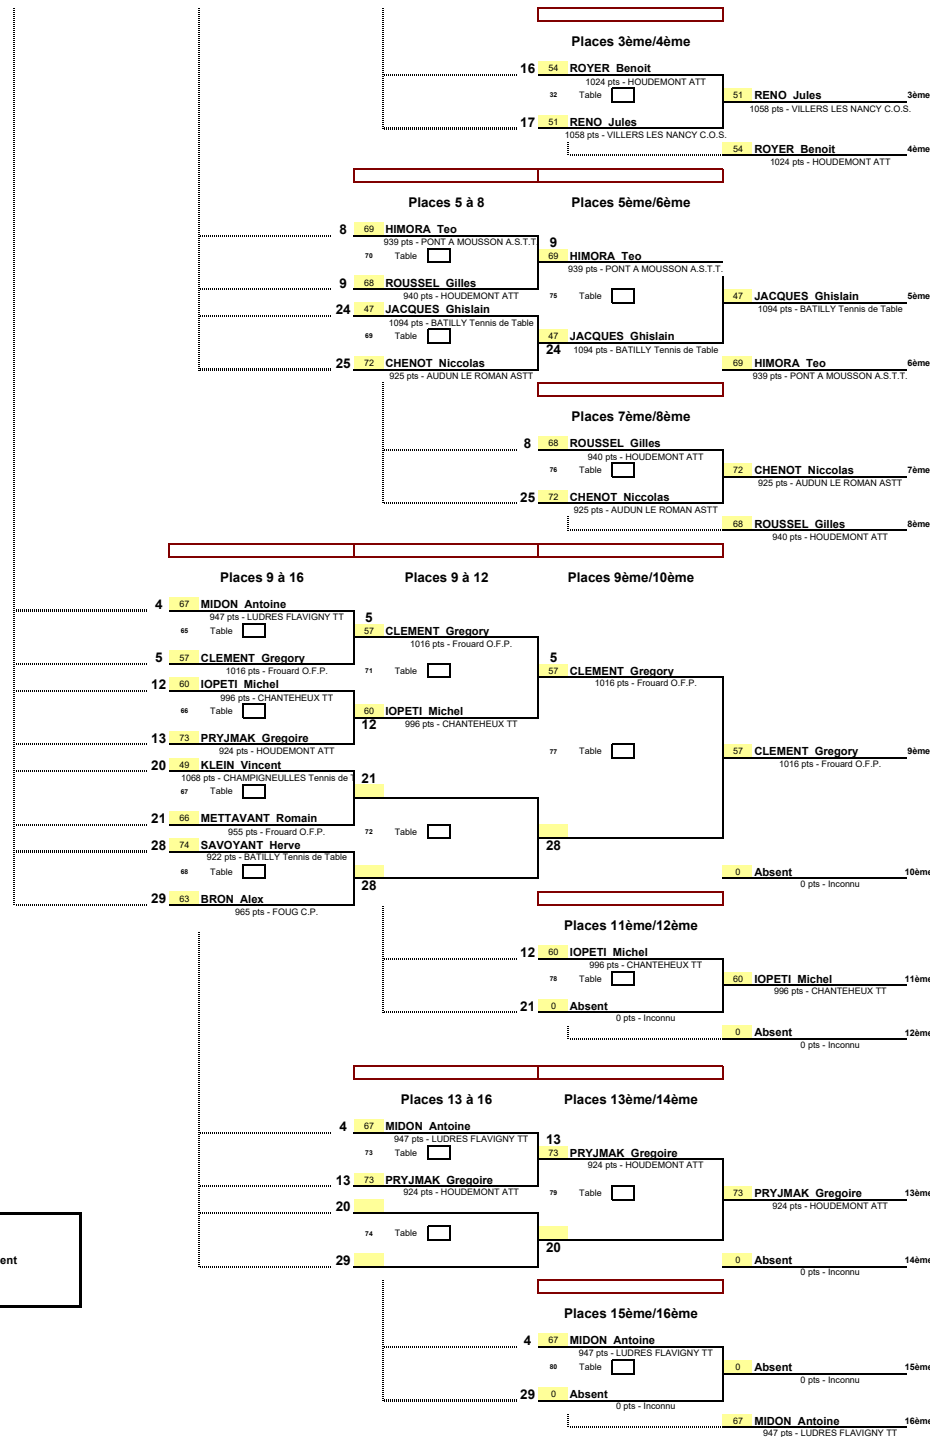 Places 3ème/4ème
16 54 ROYER Benoit
1024 pts - HOUDEMONT ATT
32 Table
51 RENO Jules 3ème
1058 pts - VILLERS LES NANCY C.O.S.
17 51 RENO Jules
1058 pts - VILLERS LES NANCY C.O.S.
54 ROYER Benoit 4ème
1024 pts - HOUDEMONT ATT
Places 5 à 8 Places 5ème/6ème
8 69 HIMORA Teo
939 pts - PONT A MOUSSON A.S.T.T.
9
70 Table
69 HIMORA Teo
939 pts - PONT A MOUSSON A.S.T.T.
9 68 ROUSSEL Gilles
940 pts - HOUDEMONT ATT
75 Table
47 JACQUES Ghislain 5ème
1094 pts - BATILLY Tennis de Table
24 47 JACQUES Ghislain
1094 pts - BATILLY Tennis de Table
69 Table
47 JACQUES Ghislain
24 1094 pts - BATILLY Tennis de Table
25 72 CHENOT Niccolas
925 pts - AUDUN LE ROMAN ASTT
69 HIMORA Teo 6ème
939 pts - PONT A MOUSSON A.S.T.T.
Places 7ème/8ème
8 68 ROUSSEL Gilles
940 pts - HOUDEMONT ATT
76 Table
72 CHENOT Niccolas 7ème
925 pts - AUDUN LE ROMAN ASTT
25 72 CHENOT Niccolas
925 pts - AUDUN LE ROMAN ASTT
68 ROUSSEL Gilles 8ème
940 pts - HOUDEMONT ATT
Places 9 à 16 Places 9 à 12 Places 9ème/10ème
4 67 MIDON Antoine
947 pts - LUDRES FLAVIGNY TT
5
65 Table
57 CLEMENT Gregory
1016 pts - Frouard O.F.P.
5 57 CLEMENT Gregory
1016 pts - Frouard O.F.P.
5
71 Table
57 CLEMENT Gregory
1016 pts - Frouard O.F.P.
12 60 IOPETI Michel
996 pts - CHANTEHEUX TT
66 Table
60 IOPETI Michel
12 996 pts - CHANTEHEUX TT
13 73 PRYJMAK Gregoire
924 pts - HOUDEMONT ATT
77 Table
57 CLEMENT Gregory 9ème
1016 pts - Frouard O.F.P.
20 49 KLEIN Vincent
1068 pts - CHAMPIGNEULLES Tennis de T
21
67 Table
21 66 METTAVANT Romain
955 pts - Frouard O.F.P.
72 Table
28
28 74 SAVOYANT Herve
922 pts - BATILLY Tennis de Table
68 Table
28
0 Absent 10ème
0 pts - Inconnu
29 63 BRON Alex
965 pts - FOUG C.P.
Places 11ème/12ème
12 60 IOPETI Michel
996 pts - CHANTEHEUX TT
78 Table
60 IOPETI Michel 11ème
996 pts - CHANTEHEUX TT
21 0 Absent
0 pts - Inconnu
0 Absent 12ème
0 pts - Inconnu
Places 13 à 16 Places 13ème/14ème
4 67 MIDON Antoine
947 pts - LUDRES FLAVIGNY TT
13
73 Table
73 PRYJMAK Gregoire
924 pts - HOUDEMONT ATT
13 73 PRYJMAK Gregoire
924 pts - HOUDEMONT ATT
79 Table
73 PRYJMAK Gregoire 13ème
924 pts - HOUDEMONT ATT
20
74 Table
20
29
0 Absent 14ème
0 pts - Inconnu
ent
Places 15ème/16ème
4 67 MIDON Antoine
947 pts - LUDRES FLAVIGNY TT
80 Table
0 Absent 15ème
0 pts - Inconnu
29 0 Absent
0 pts - Inconnu
67 MIDON Antoine 16ème
947 pts - LUDRES FLAVIGNY TT